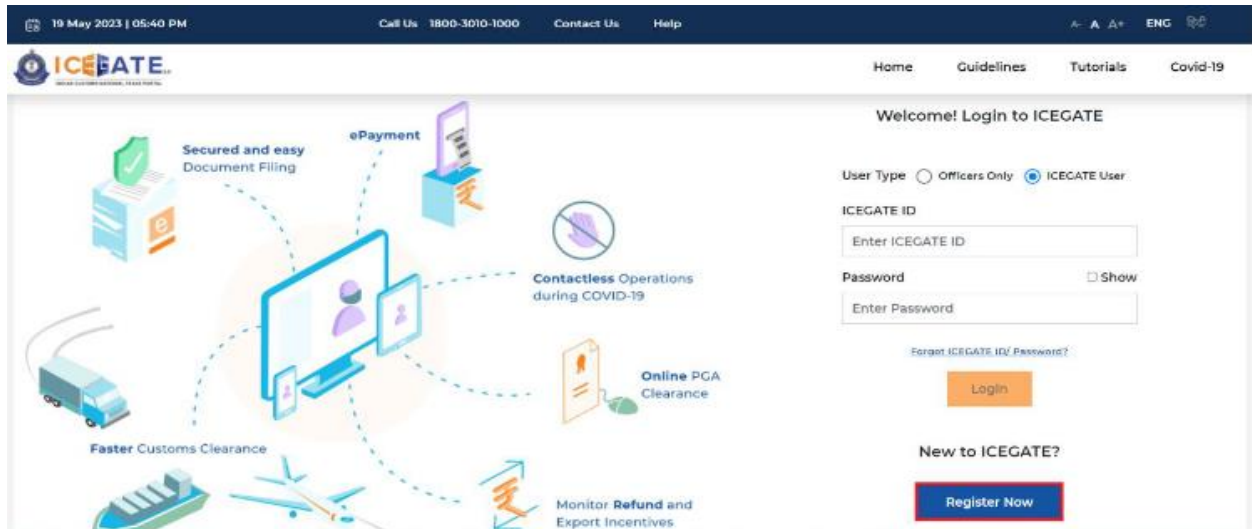 19 May 2023 | 05:40 PM
Call Us 1800-3010-1000
Contact Us
Help
A- A A+
ENG
हिंदी
ICEGATE
Home
Guidelines
Tutorials
Covid-19
Secured and easy
Document Filing
ePayment
Contactless Operations
during COVID-19
Online PGA
Clearance
Faster Customs Clearance
Monitor Refund and
Export Incentives
Welcome! Login to ICEGATE
User Type Officers Only ICEGATE User
ICEGATE ID
Enter ICEGATE ID
Password Show
Enter Password
Forgot ICEGATE ID/ Password?
Login
New to ICEGATE?
Register Now